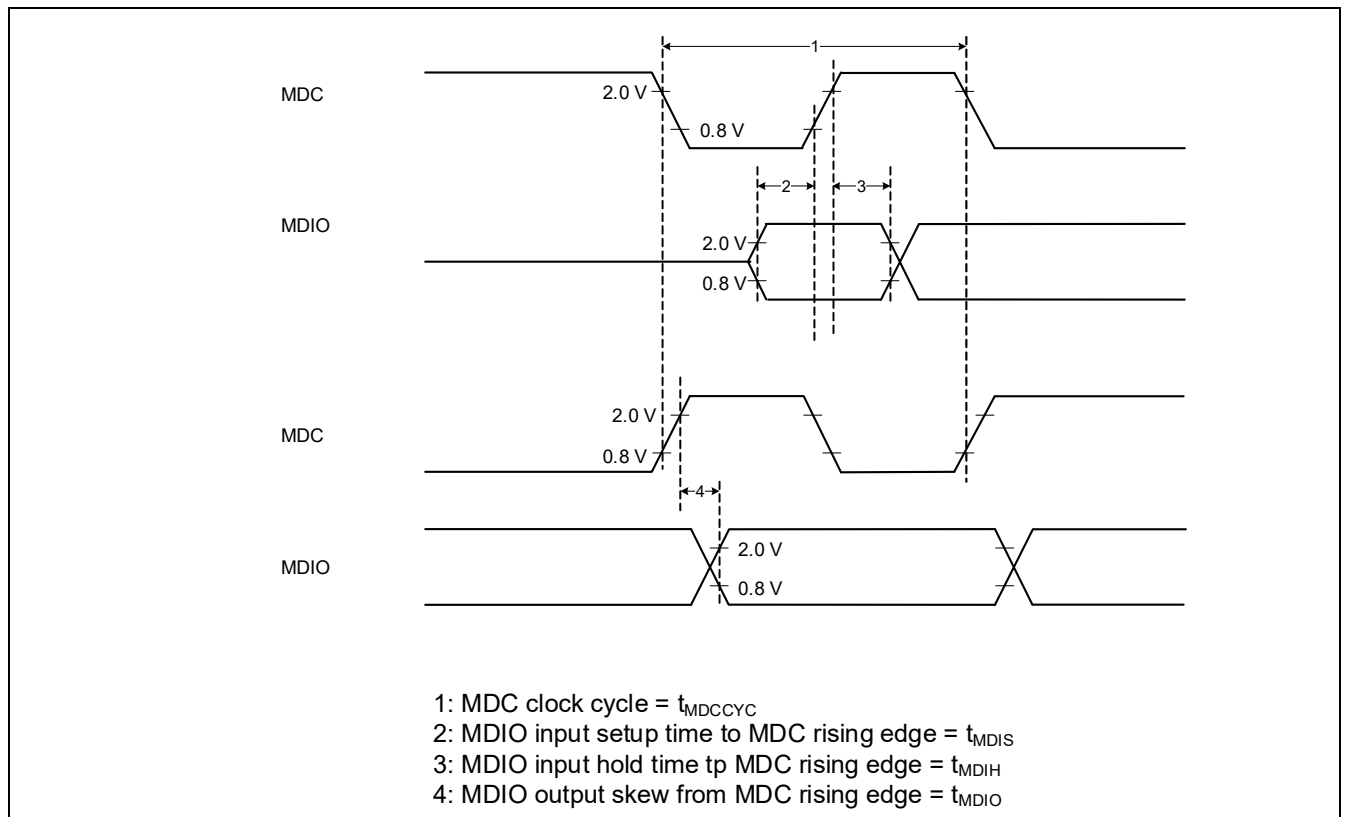 1
MDC
2.0 V
0.8 V
2
3
MDIO
2.0 V
0.8 V
2.0 V
MDC
0.8 V
4
2.0 V
MDIO
0.8 V
1: MDC clock cycle = tMDCCYC
2: MDIO input setup time to MDC rising edge = tMDIS
3: MDIO input hold time tp MDC rising edge = tMDIH
4: MDIO output skew from MDC rising edge = tMDIO